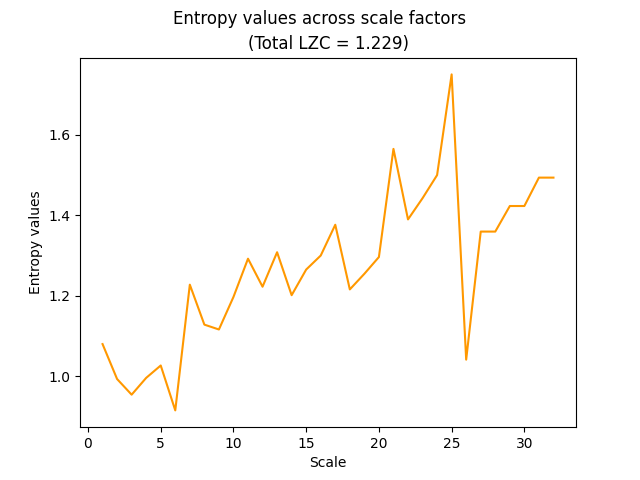 Entropy values across scale factors
(Total LZC = 1.229)
1.6
1.4
1.2
1.0
Entropy values
0 5 10 15 20 25 30
Scale